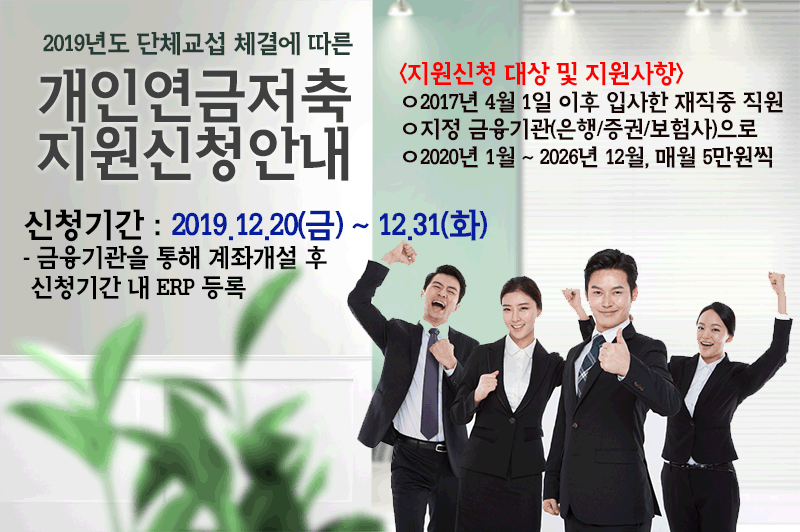 2019년도 단체교섭 체결에 따른
개인연금저축
지원신청안내
<지원신청 대상 및 지원사항>
ㅇ2017년 4월 1일 이후 입사한 재직중 직원
ㅇ지정 금융기관(은행/증권/보험사)으로
ㅇ2020년 1월 ~ 2026년 12월, 매월 5만원씩
신청기간 : 2019.12.20(금) ~ 12.31(화)
- 금융기관을 통해 계좌개설 후
신청기간 내 ERP 등록